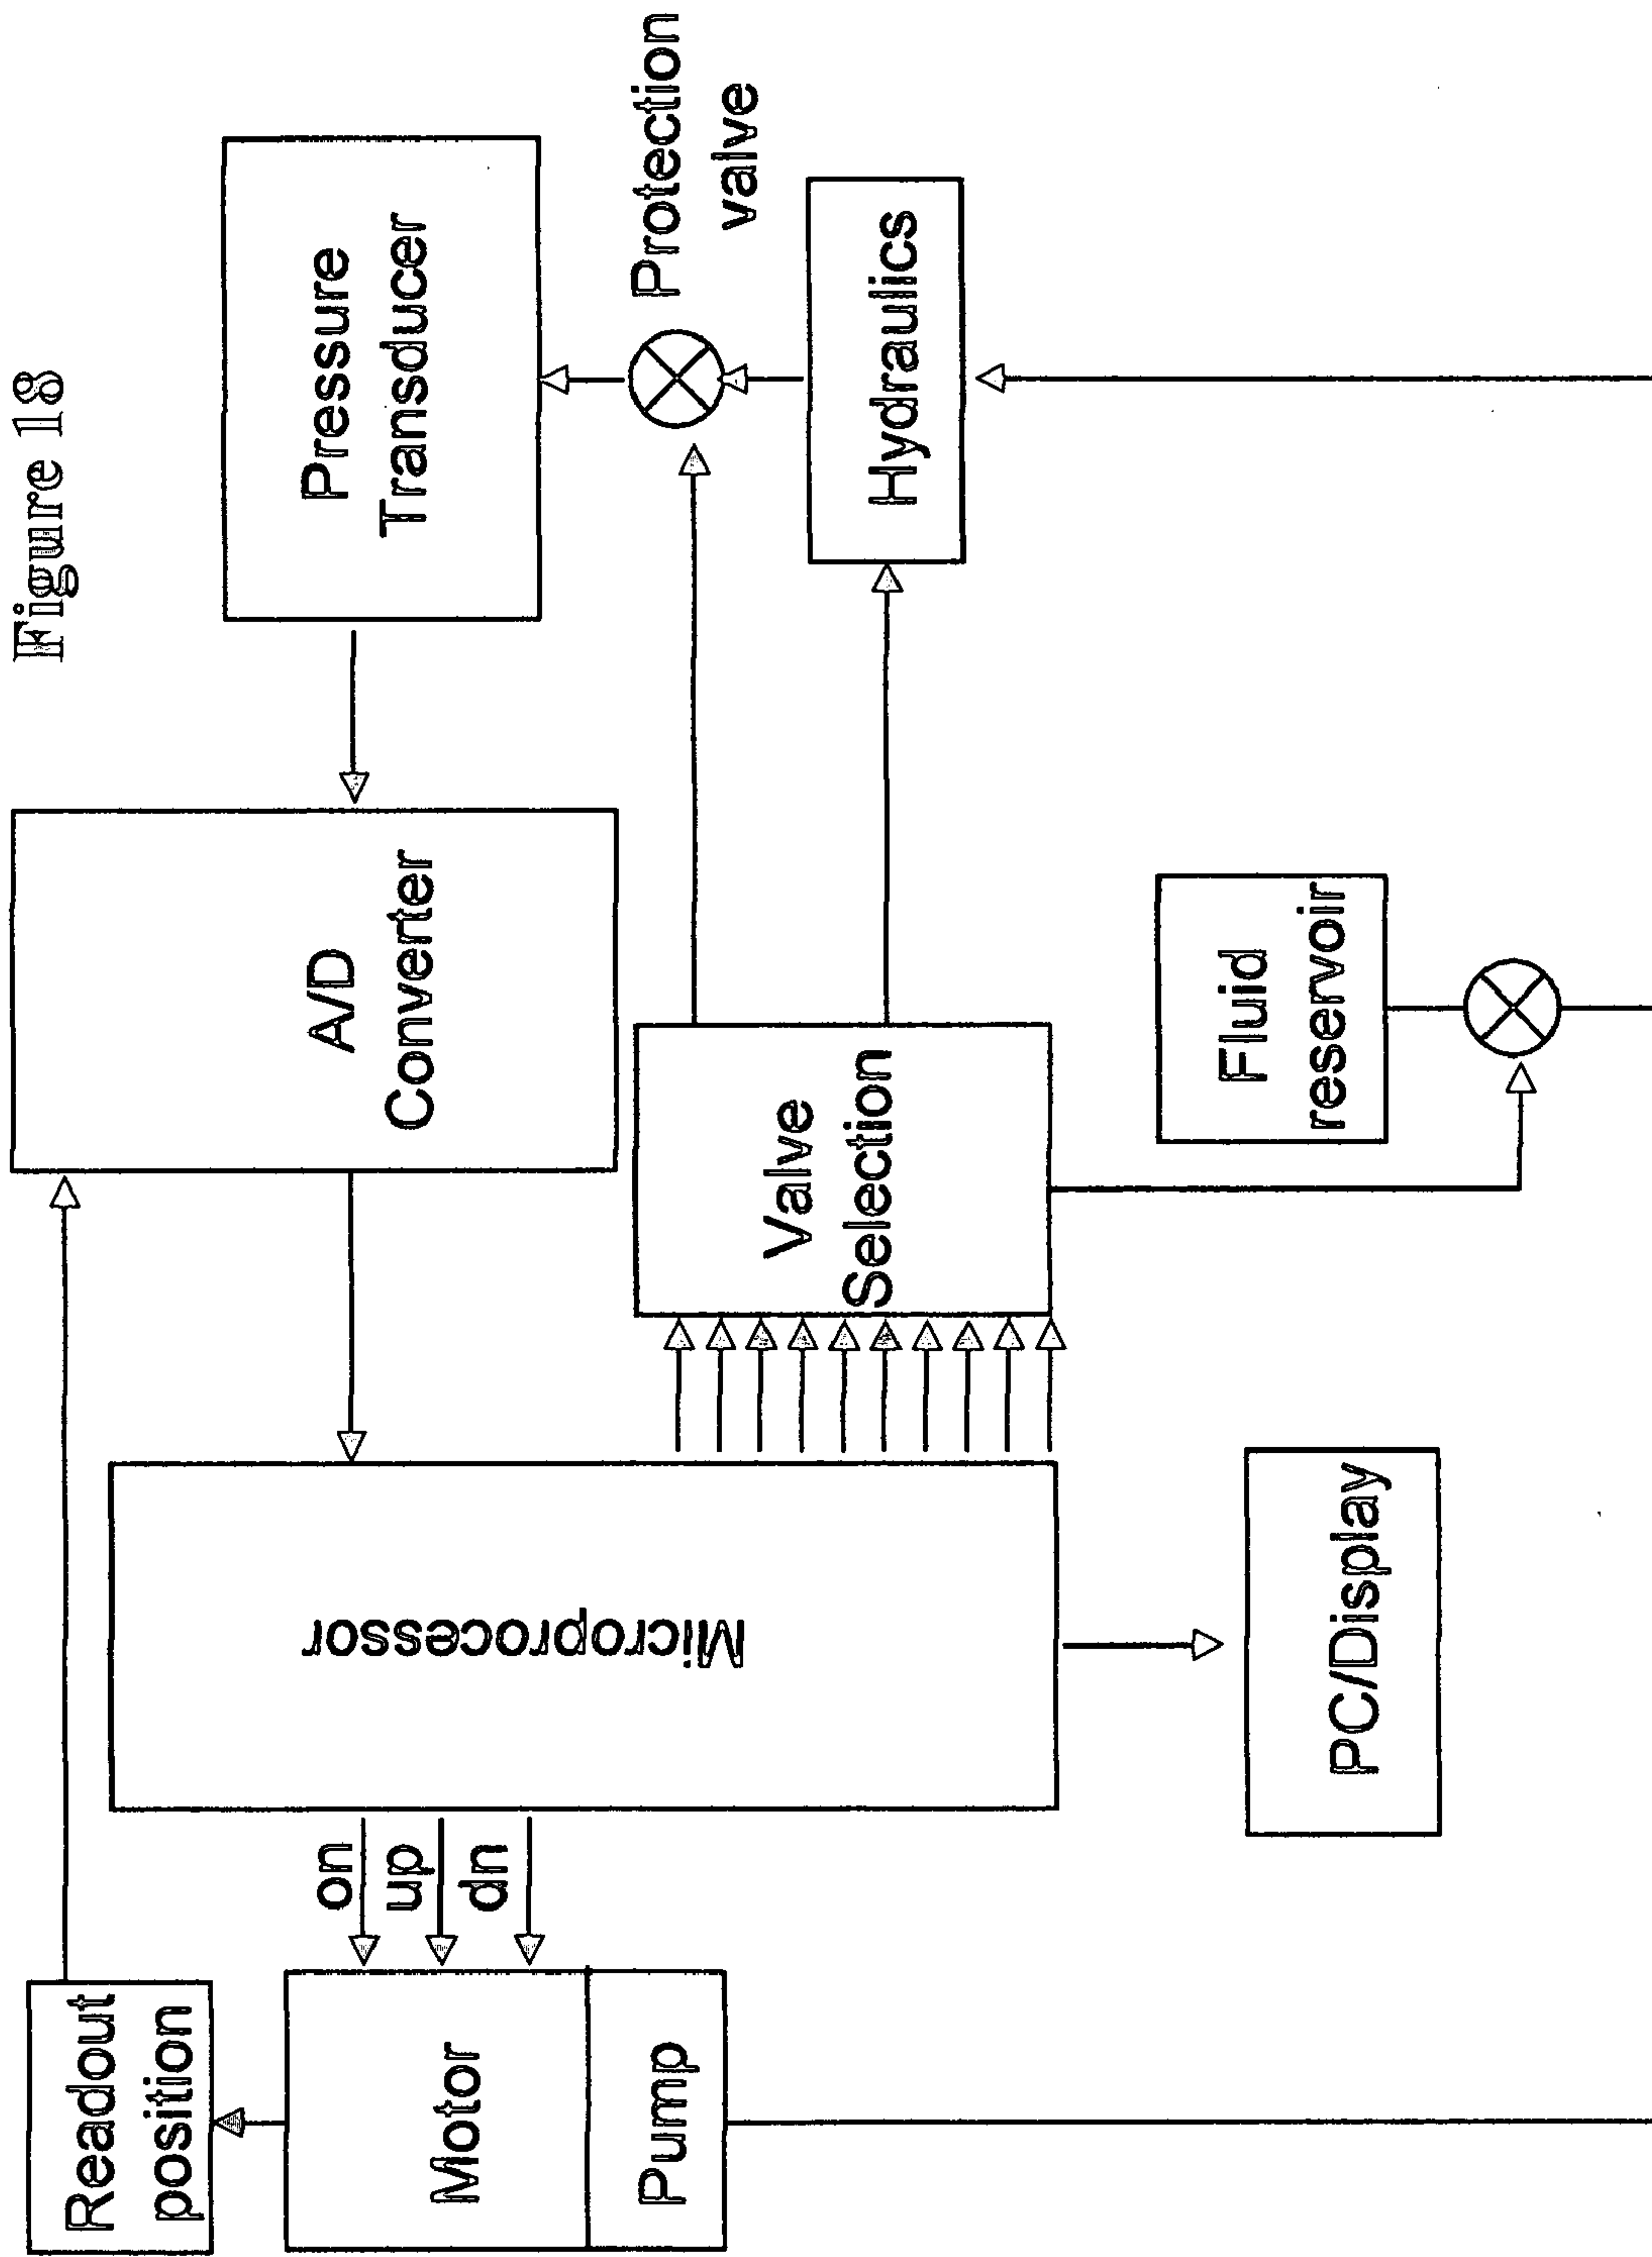 Figure 18
Readout
position
A/D
Converter
Pressure
Transducer
Motor
Pump
on
up
dn
Microprocessor
Valve
Selection
Protection
valve
Hydraulics
PC/Display
Fluid
reservoir